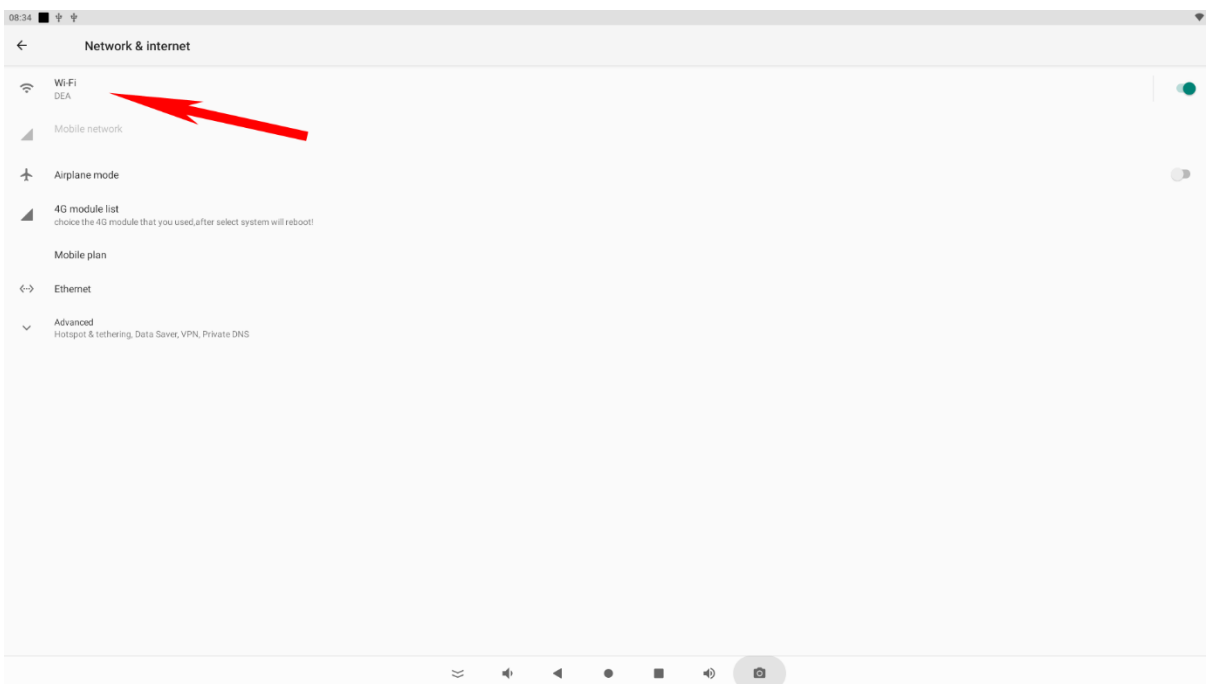 08:34
Network & internet
Wi-Fi
DEA
Mobile network
Airplane mode
4G module list
choice the 4G module that you used,after select system will reboot!
Mobile plan
Ethernet
Advanced
Hotspot & tethering, Data Saver, VPN, Private DNS